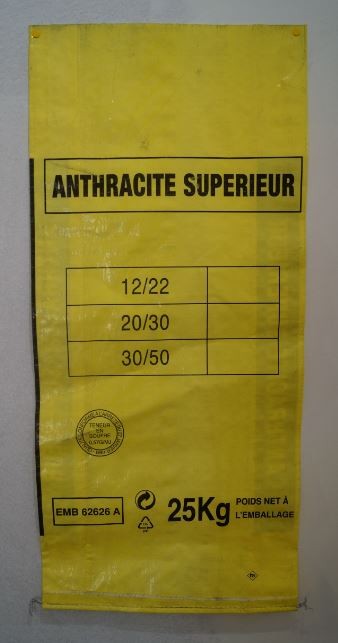 ANTHRACITE SUPERIEUR
12/22
20/30
30/50
TENEUR
EN
SOUFRE
EMB 62626 A
25Kg
POIDS NET À
L'EMBALLAGE